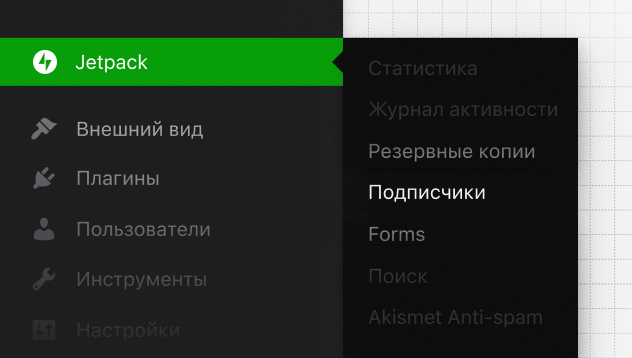 Jetpack
Внешний вид
Плагины
Пользователи
Инструменты
Настройки
Статистика
Журнал активности
Резервные копии
Подписчики
Forms
Поиск
Akismet Anti-spam